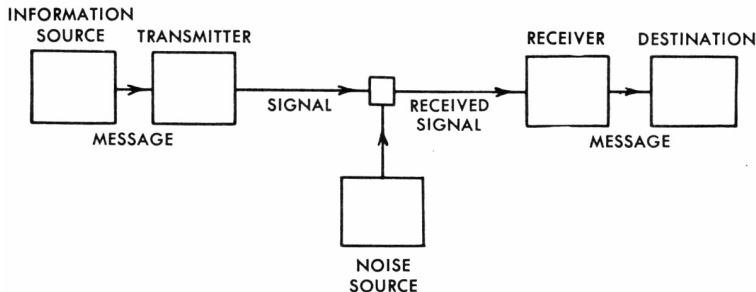 INFORMATION
SOURCE
TRANSMITTER
RECEIVER
DESTINATION
SIGNAL
RECEIVED
SIGNAL
MESSAGE
MESSAGE
NOISE
SOURCE